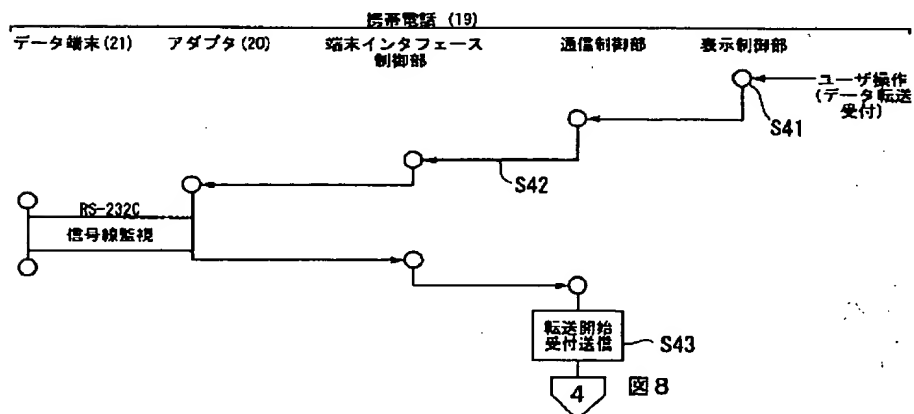 携帯電話 (19)
データ端末(21) アダプタ(20) 端末インタフェース 通信制御部 表示制御部
制御部
ユーザ操作
(データ転送
受付)
S41
S42
RS-232C
信号線監視
転送開始
受付送信
S43
4 図8